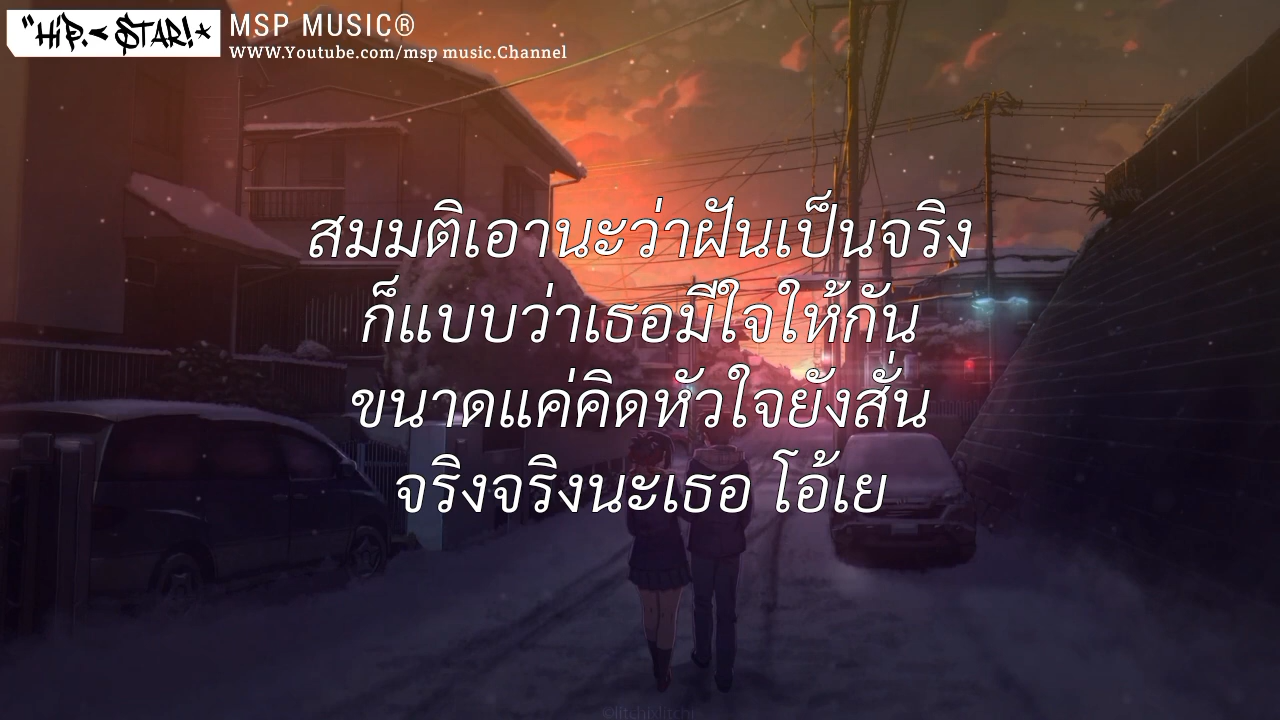 "HiP.< $TAR!★
MSP MUSIC®
WWW.Youtube.com/msp music.Channel
สมมติเอานะว่าฝันเป็นจริง
ก็แบบว่าเธอมีใจให้กัน
ขนาดแค่คิดหัวใจยังสั่น
จริงจริงนะเธอ โอ้เย